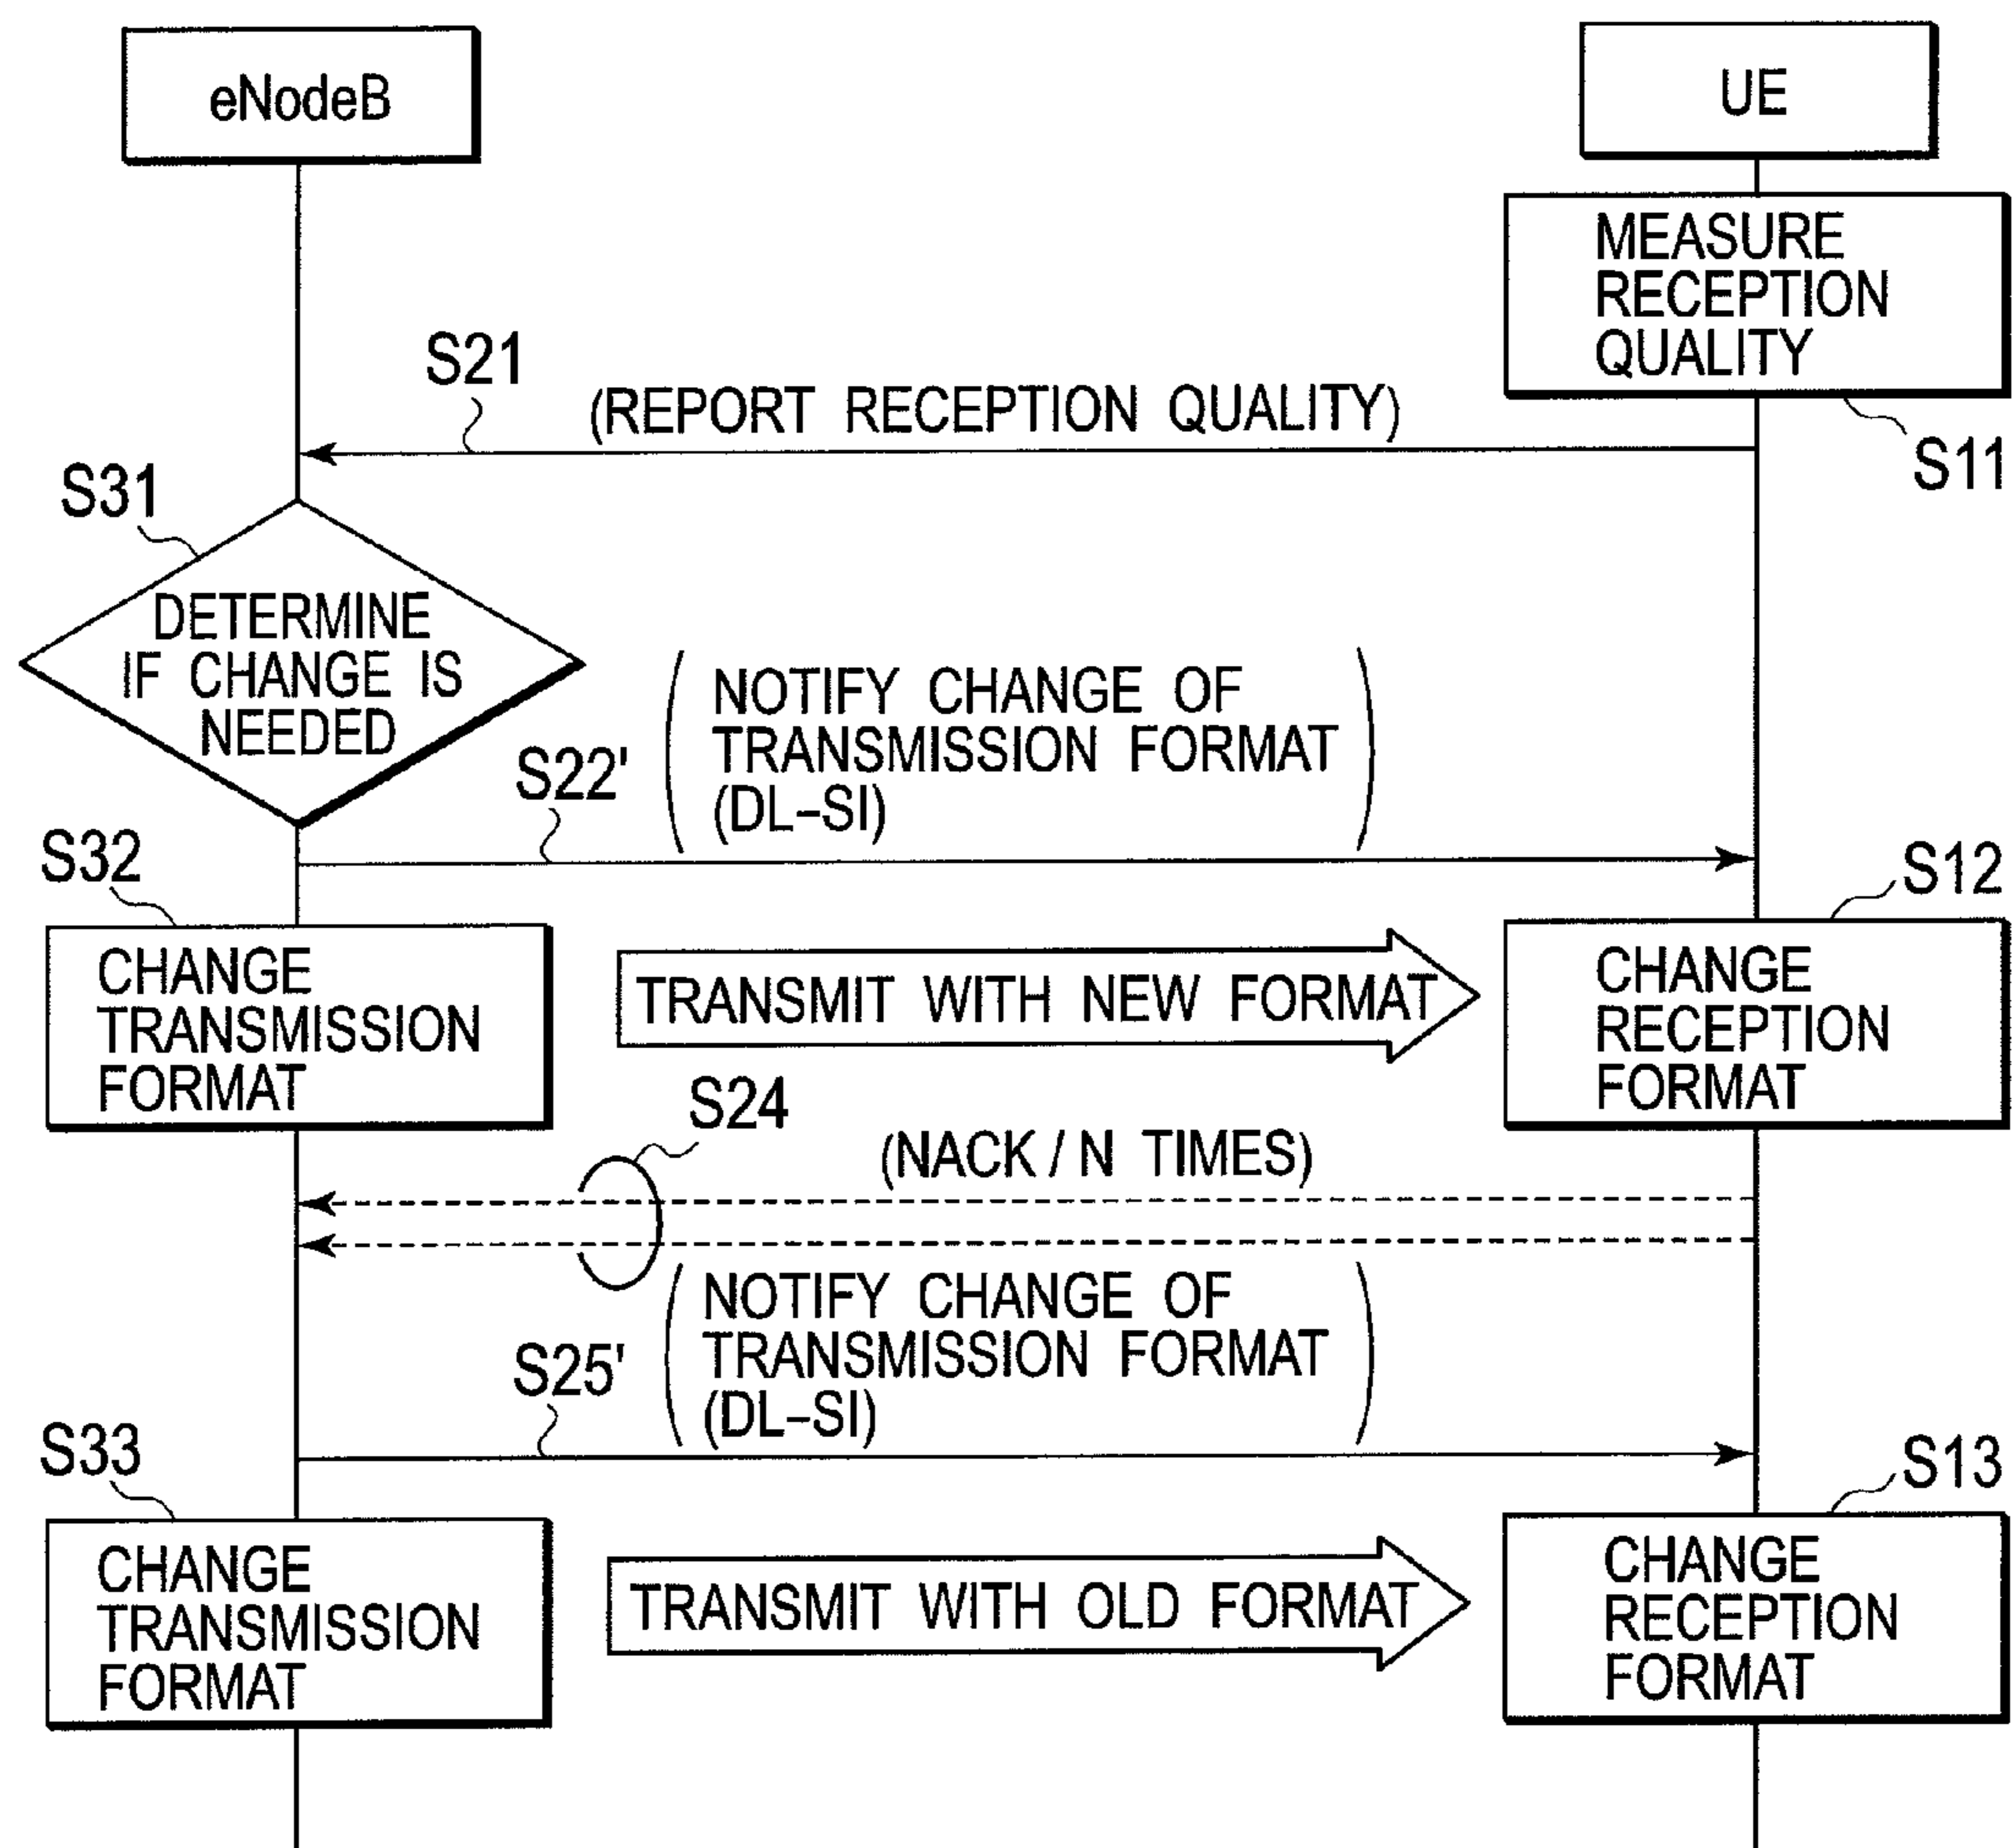 eNodeB
UE
MEASURE
RECEPTION
QUALITY
S11
S21
(REPORT RECEPTION QUALITY)
S31
DETERMINE
IF CHANGE IS
NEEDED
S22'
NOTIFY CHANGE OF
TRANSMISSION FORMAT
(DL-SI)
S32
S12
CHANGE
TRANSMISSION
FORMAT
TRANSMIT WITH NEW FORMAT
CHANGE
RECEPTION
FORMAT
S24
(NACK / N TIMES)
S25'
NOTIFY CHANGE OF
TRANSMISSION FORMAT
(DL-SI)
S33
S13
CHANGE
TRANSMISSION
FORMAT
TRANSMIT WITH OLD FORMAT
CHANGE
RECEPTION
FORMAT